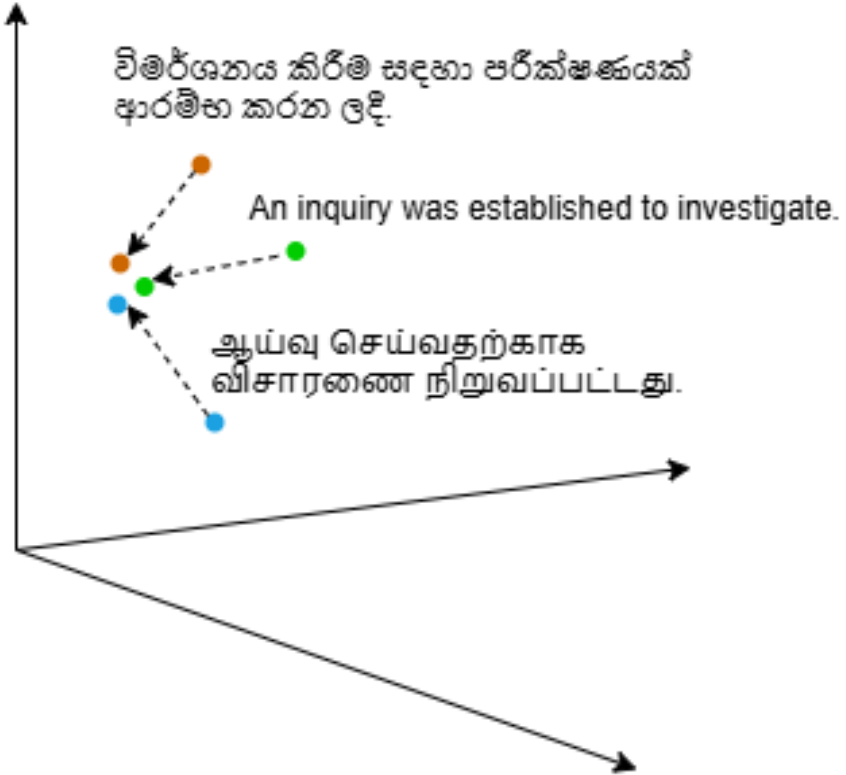 විමර්ශනය කිරීම සඳහා පරීක්ෂණයක්
ආරම්භ කරන ලදී.
An inquiry was established to investigate.
ஆய்வு செய்வதற்காக
விசாரணை நிறுவப்பட்டது.